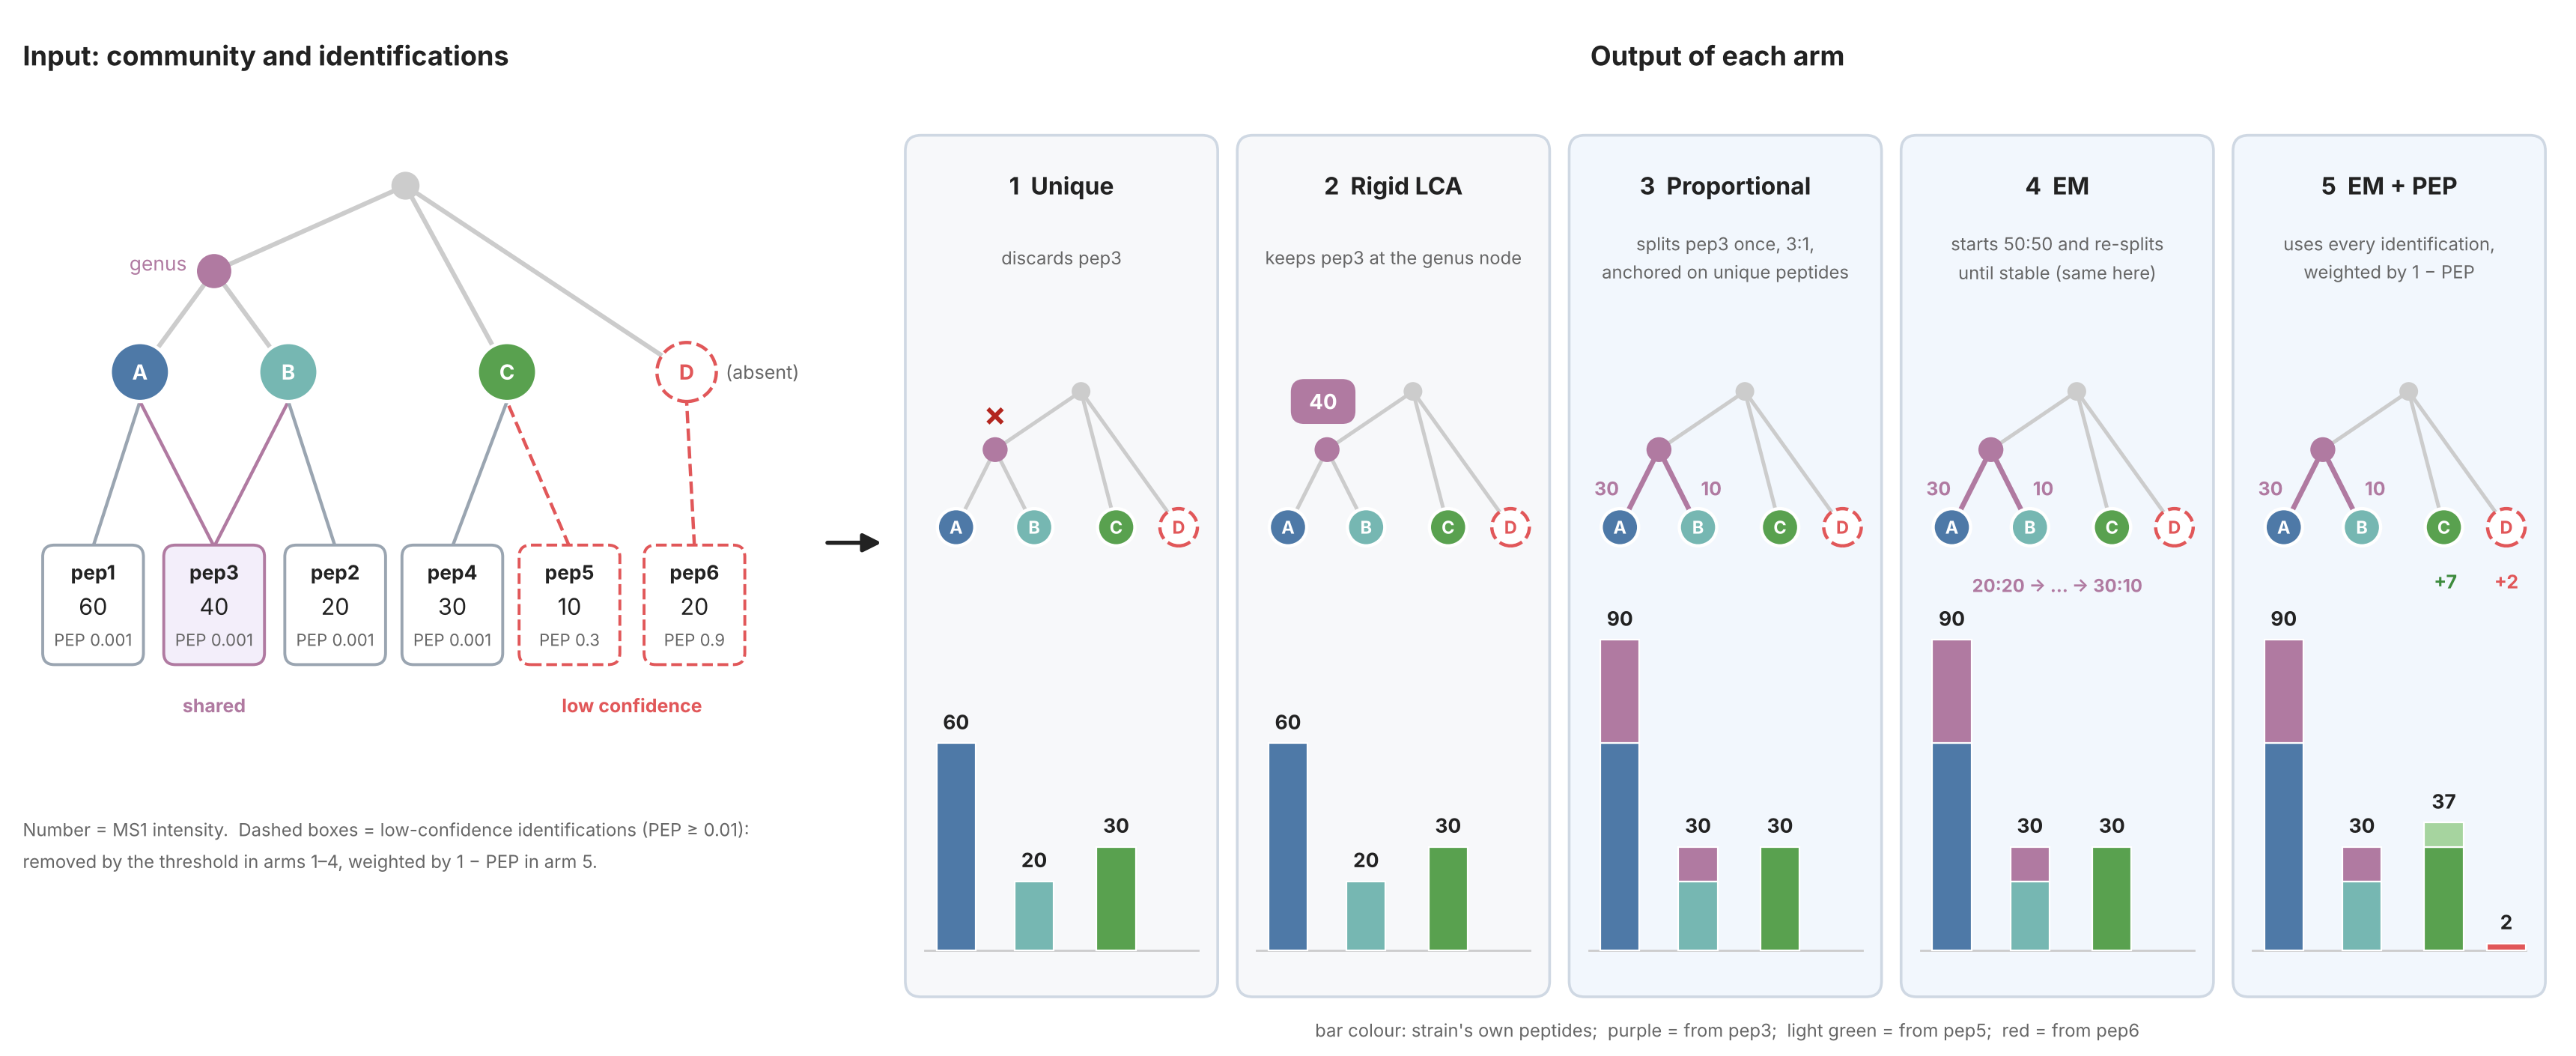 Input: community and identifications
genus
A
B
C
D
(absent)
pep1
60
PEP 0.001
pep3
40
PEP 0.001
pep2
20
PEP 0.001
pep4
30
PEP 0.001
pep5
10
PEP 0.3
pep6
20
PEP 0.9
shared
low confidence
Number = MS1 intensity.  Dashed boxes = low-confidence identifications (PEP ≥ 0.01):
removed by the threshold in arms 1–4, weighted by 1 − PEP in arm 5.
Output of each arm
1 Unique
discards pep3
×
A
B
C
D
60
20
30
2 Rigid LCA
keeps pep3 at the genus node
40
A
B
C
D
60
20
30
3 Proportional
splits pep3 once, 3:1,
anchored on unique peptides
30
10
A
B
C
D
90
30
30
4 EM
starts 50:50 and re-splits
until stable (same here)
30
10
A
B
C
D
20:20 → ... → 30:10
90
30
30
5 EM + PEP
uses every identification,
weighted by 1 − PEP
30
10
A
B
C
D
+7
+2
90
30
37
2
bar colour: strain's own peptides;  purple = from pep3;  light green = from pep5;  red = from pep6